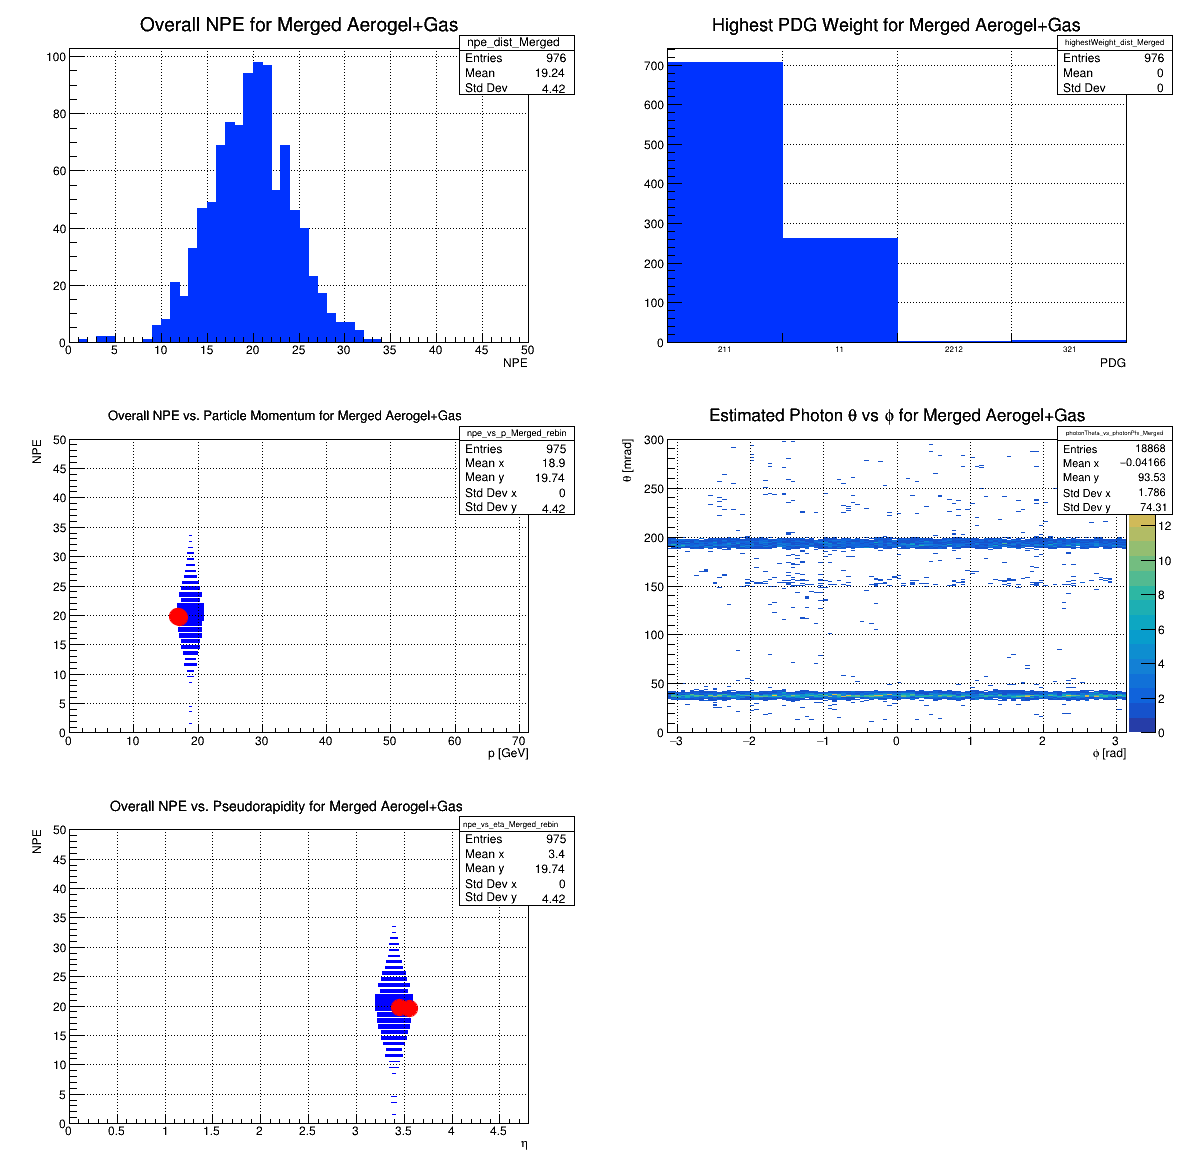 Overall NPE for Merged Aerogel+Gas
npe_dist_Merged
Entries 976
Mean 19.24
Std Dev 4.42
100
80
60
40
20
0
0 5 10 15 20 25 30 35 40 45 50
NPE
Highest PDG Weight for Merged Aerogel+Gas
highestWeight_dist_Merged
Entries 976
Mean 0
Std Dev 0
700
600
500
400
300
200
100
0
211 11 2212 321
PDG
Overall NPE vs. Particle Momentum for Merged Aerogel+Gas
npe_vs_p_Merged_rebin
Entries 975
Mean x 18.9
Mean y 19.74
Std Dev x 0
Std Dev y 4.42
NPE
50
45
40
35
30
25
20
15
10
5
0
0 10 20 30 40 50 60 70
p [GeV]
Estimated Photon θ vs ϕ for Merged Aerogel+Gas
photonTheta_vs_photonPhi_Merged
Entries 18868
Mean x −0.04166
Mean y 93.53
Std Dev x 1.786
Std Dev y 74.31
θ [mrad]
300
250
200
150
100
50
0
−3 −2 −1 0 1 2 3
ϕ [rad]
12
10
8
6
4
2
0
Overall NPE vs. Pseudorapidity for Merged Aerogel+Gas
npe_vs_eta_Merged_rebin
Entries 975
Mean x 3.4
Mean y 19.74
Std Dev x 0
Std Dev y 4.42
NPE
50
45
40
35
30
25
20
15
10
5
0
0 0.5 1 1.5 2 2.5 3 3.5 4 4.5
η